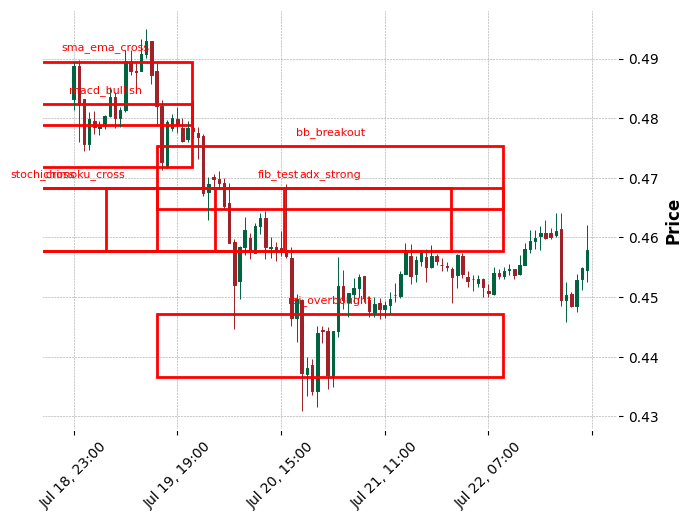 sma_ema_cross
macd_bullish
bb_breakout
stochicross
ichimoku_cross
fib_test
adx_strong
rsi_overbought
0.49
0.48
0.47
0.46
0.45
0.44
0.43
Price
Jul 18, 23:00
Jul 19, 19:00
Jul 20, 15:00
Jul 21, 11:00
Jul 22, 07:00